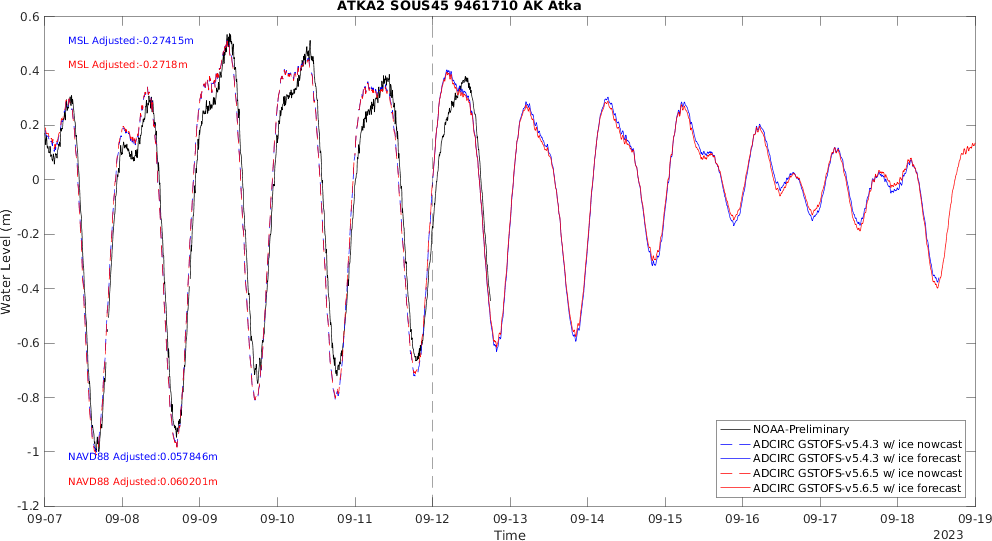 ATKA2 SOUS45 9461710 AK Atka
0.6
0.4
0.2
0
-0.2
-0.4
-0.6
-0.8
-1
-1.2
Water Level (m)
MSL Adjusted:-0.27415m
MSL Adjusted:-0.2718m
NAVD88 Adjusted:0.057846m
NAVD88 Adjusted:0.060201m
NOAA-Preliminary
ADCIRC GSTOFS-v5.4.3 w/ ice nowcast
ADCIRC GSTOFS-v5.4.3 w/ ice forecast
ADCIRC GSTOFS-v5.6.5 w/ ice nowcast
ADCIRC GSTOFS-v5.6.5 w/ ice forecast
09-07 09-08 09-09 09-10 09-11 09-12 09-13 09-14 09-15 09-16 09-17 09-18 09-19
Time
2023